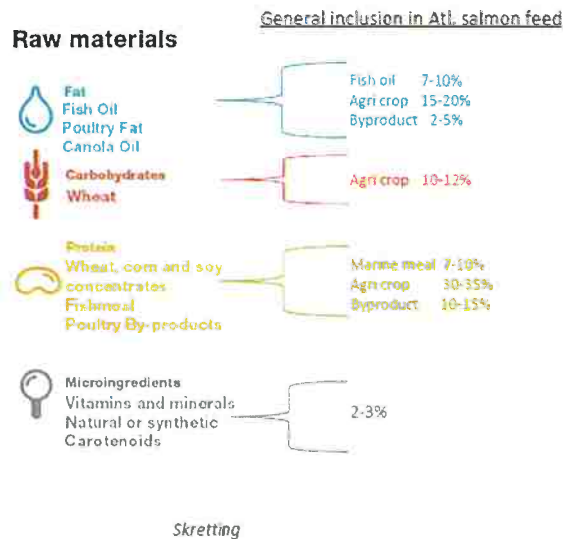 General inclusion in Atl. salmon feed
Raw materials
Fat
Fish Oil
Poultry Fat
Canola Oil
Fish oil 7-10%
Agri crop 15-20%
Byproduct 2-5%
Carbohydrates
Wheat
Agri crop 10-12%
Protein
Wheat, corn and soy
concentrates
Fishmeal
Poultry By-products
Marine meal 7-10%
Agri crop 30-35%
Byproduct 10-15%
Microingredients
Vitamins and minerals
Natural or synthetic
Carotenoids
2-3%
Skretting